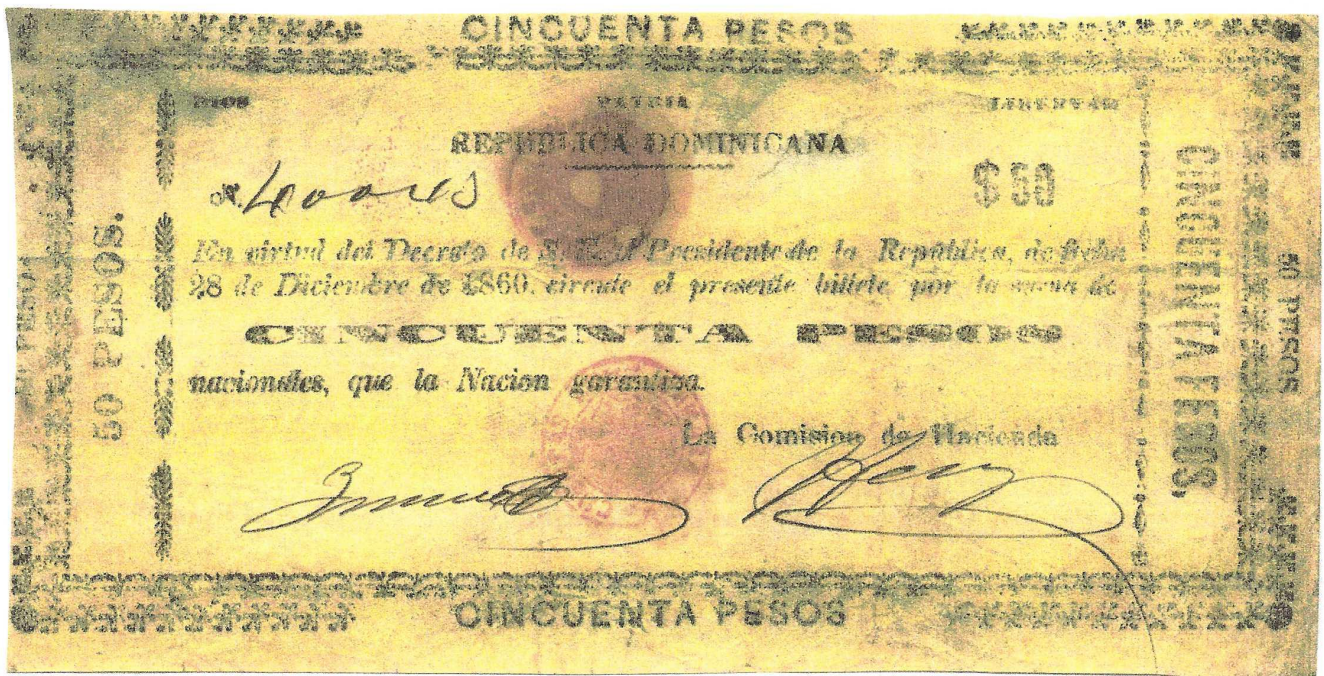 CINCUENTA PESOS
DIOS PATRIA LIBERTAD
REPUBLICA DOMINICANA
$ 50
En virtud del Decreto de S. E. el Presidente de la República, de fecha
28 de Diciembre de 1860, circule el presente billete por la suma de
CINCUENTA PESOS
nacionales, que la Nacion garantiza.
La Comision de Hacienda
CINCUENTA PESOS
50 PESOS.
CINCUENTA PESOS.
50 PESOS